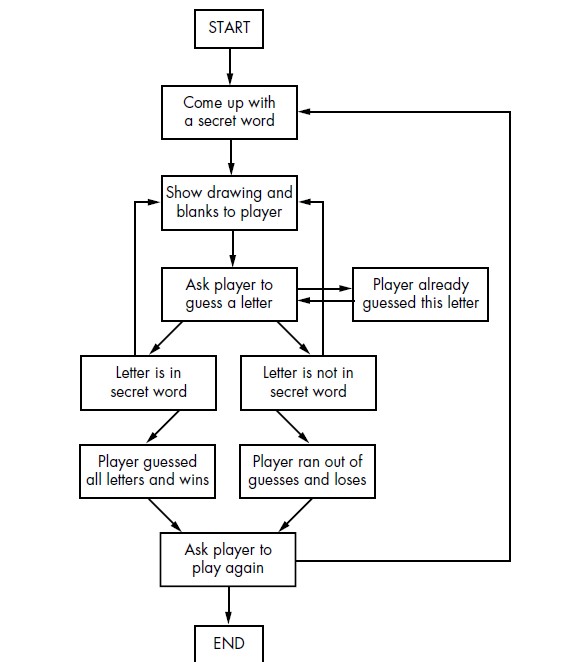 START
Come up with
a secret word
Show drawing and
blanks to player
Ask player to
guess a letter
Player already
guessed this letter
Letter is in
secret word
Letter is not in
secret word
Player guessed
all letters and wins
Player ran out of
guesses and loses
Ask player to
play again
END